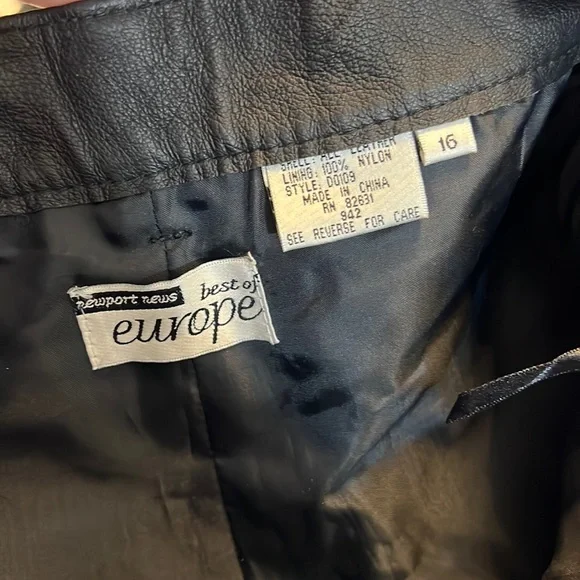 SHELL: ALL LEATHER
LINING: 100% NYLON
STYLE: D0109
MADE IN CHINA
RN 82631
942
SEE REVERSE FOR CARE
16
newport news
best of
europe